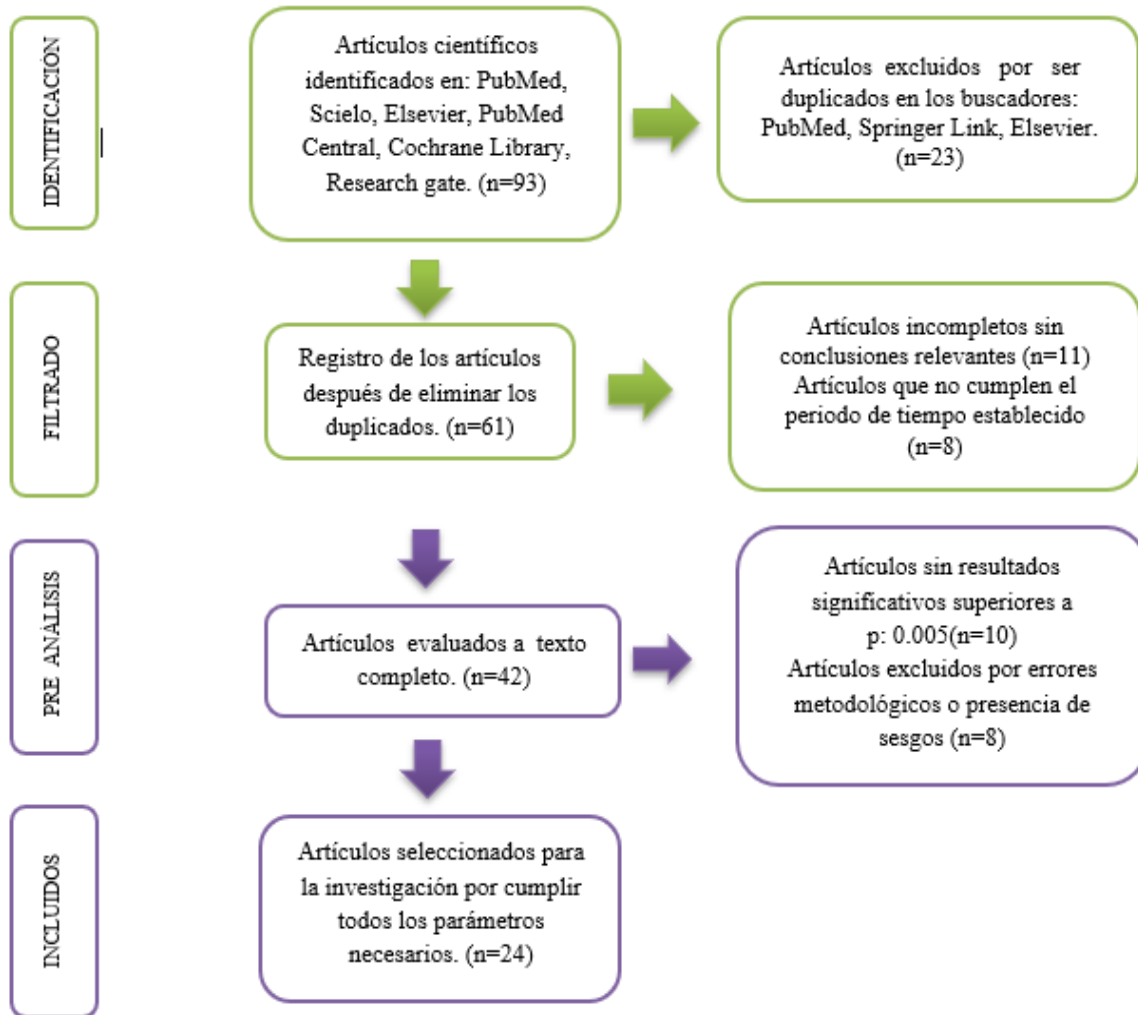 IDENTIFICACIÓN
Artículos científicos
identificados en: PubMed,
Scielo, Elsevier, PubMed
Central, Cochrane Library,
Research gate. (n=93)
Artículos excluidos por ser
duplicados en los buscadores:
PubMed, Springer Link, Elsevier.
(n=23)
FILTRADO
Registro de los artículos
después de eliminar los
duplicados. (n=61)
Artículos incompletos sin
conclusiones relevantes (n=11)
Artículos que no cumplen el
periodo de tiempo establecido
(n=8)
PRE ANÁLISIS
Artículos evaluados a texto
completo. (n=42)
Artículos sin resultados
significativos superiores a
p: 0.005(n=10)
Artículos excluidos por errores
metodológicos o presencia de
sesgos (n=8)
INCLUIDOS
Artículos seleccionados para
la investigación por cumplir
todos los parámetros
necesarios. (n=24)